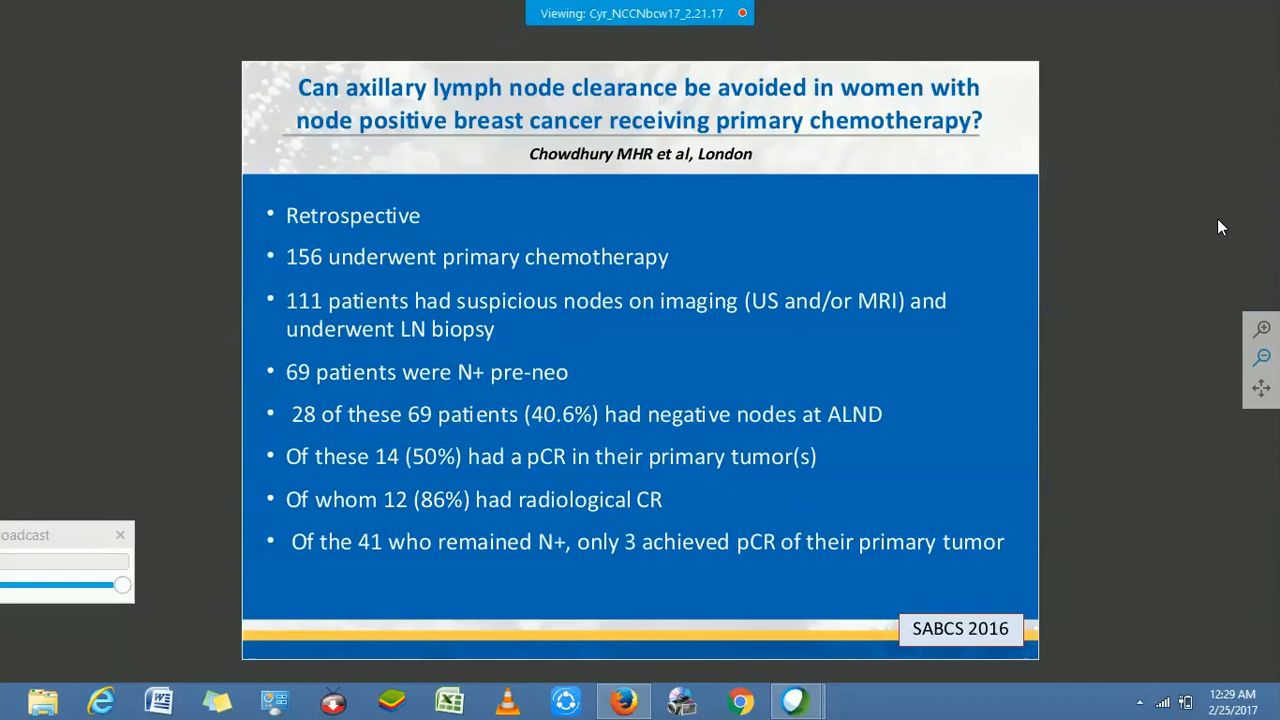 Viewing: Cyr_NCCNbcw17_2.21.17
Can axillary lymph node clearance be avoided in women with
node positive breast cancer receiving primary chemotherapy?
Chowdhury MHR et al, London
• Retrospective
• 156 underwent primary chemotherapy
• 111 patients had suspicious nodes on imaging (US and/or MRI) and
underwent LN biopsy
• 69 patients were N+ pre-neo
• 28 of these 69 patients (40.6%) had negative nodes at ALND
• Of these 14 (50%) had a pCR in their primary tumor(s)
• Of whom 12 (86%) had radiological CR
• Of the 41 who remained N+, only 3 achieved pCR of their primary tumor
roadcast
SABCS 2016
12:29 AM
2/25/2017